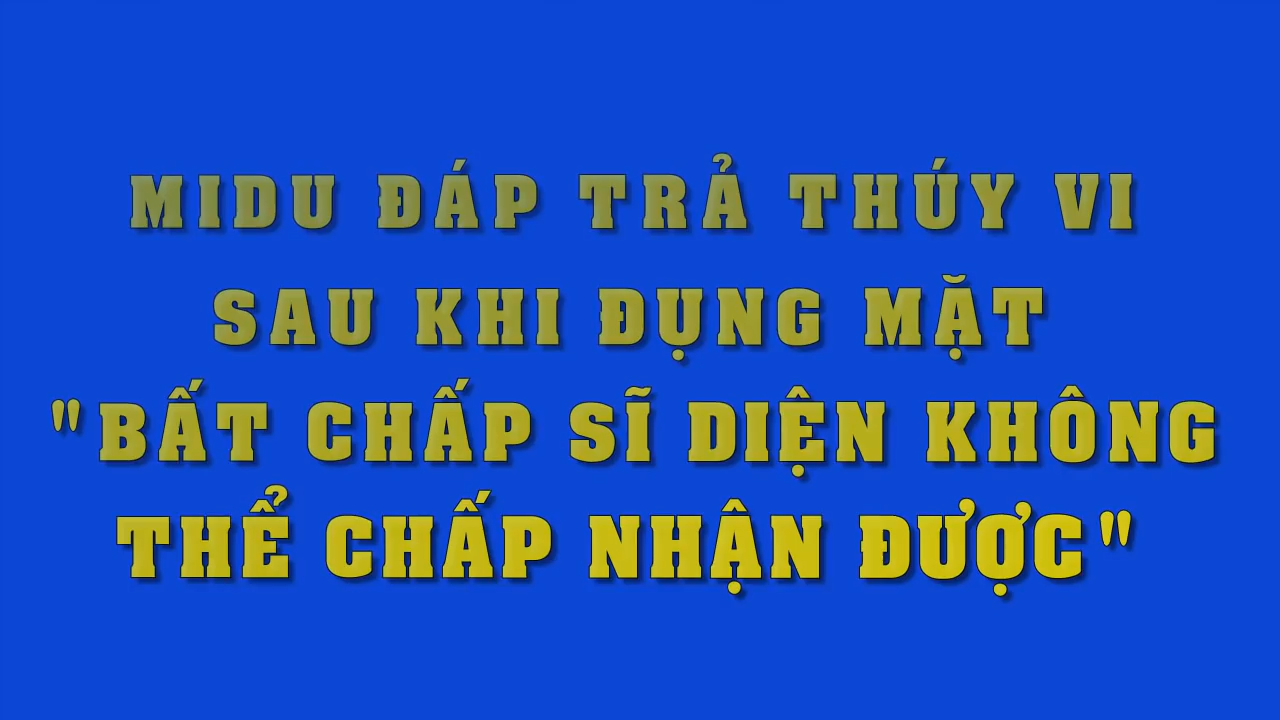 MIDU ĐÁP TRẢ THÚY VI
SAU KHI ĐỤNG MẶT
"BẤT CHẤP SĨ DIỆN KHÔNG
THỂ CHẤP NHẬN ĐƯỢC"